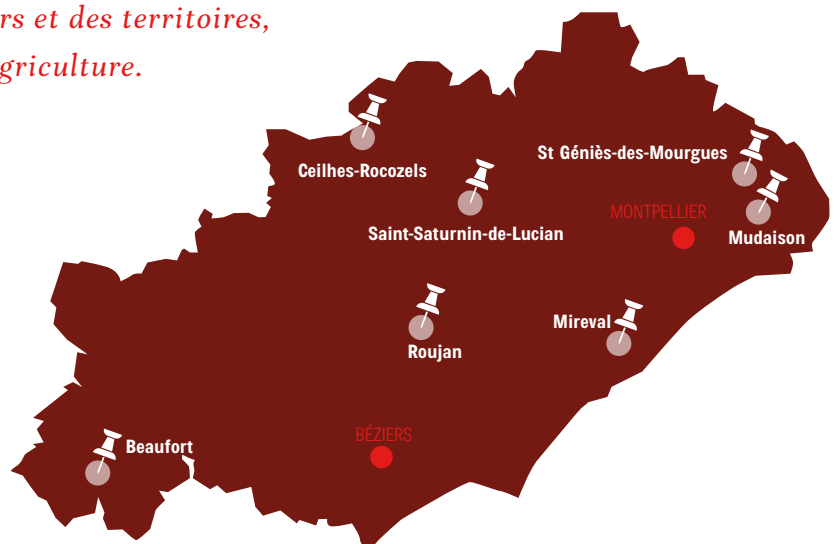 rs et des territoires,
griculture.
St Géniès-des-Mourgues
Ceilhes-Rocozels
MONTPELLIER
Saint-Saturnin-de-Lucian
Mudaison
Mireval
Roujan
BÉZIERS
Beaufort